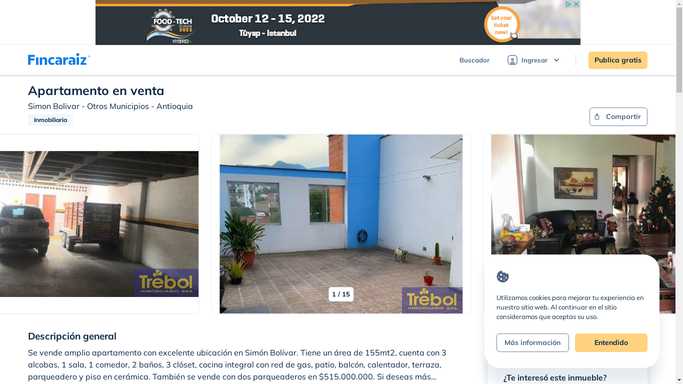 FOOD-TECH
October 12 - 15, 2022
Tüyap - Istanbul
Get your
ticket
now!
Fincaraiz
Buscador
Ingresar
Publica gratis
Apartamento en venta
Simon Bolivar - Otros Municipios - Antioquia
Inmobiliaria
Compartir
Trébol
1 / 15
Trébol
Utilizamos cookies para mejorar tu experiencia en
nuestro sitio web. Al continuar en el sitio
consideramos que aceptas su uso.
Más información
Entendido
Descripción general
Se vende amplio apartamento con excelente ubicación en Simón Bolívar. Tiene un área de 155mt2, cuenta con 3
alcobas, 1 sala, 1 comedor, 2 baños, 3 clóset, cocina integral con red de gas, patio, balcón, calentador, terraza,
parqueadero y piso en cerámica. También se vende con dos parqueaderos en $515.000.000. Si deseas más...
¿Te interesó este inmueble?